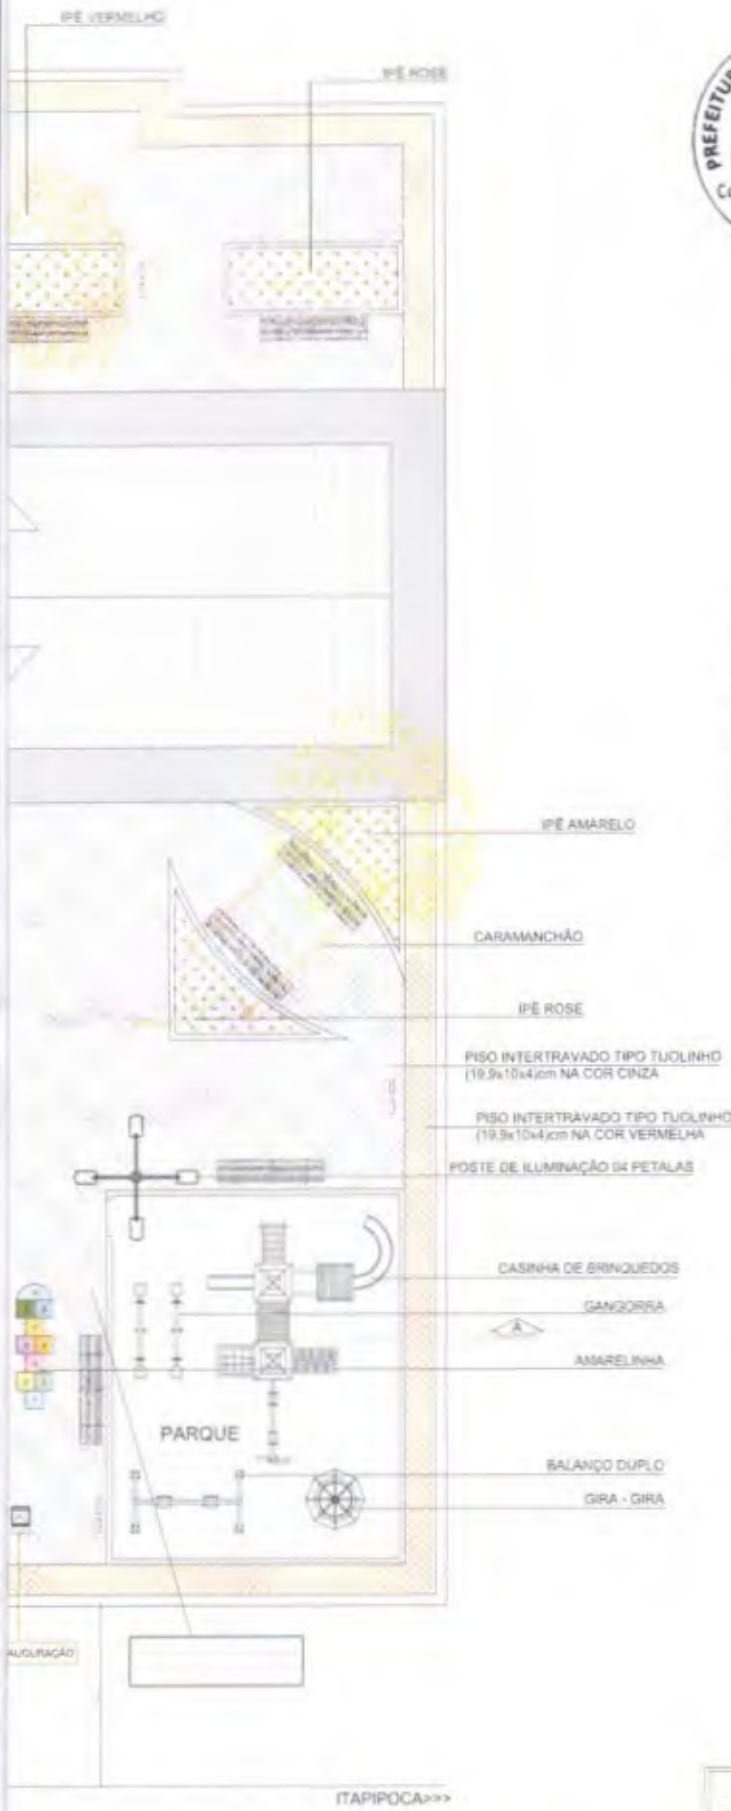 IPÊ VERMELHO
IPÊ ROSE
PREFEITU
IPÊ AMARELO
CARAMANCHÃO
IPÊ ROSE
PISO INTERTRAVADO TIPO TIJOLINHO
(19,9x10x4)cm NA COR CINZA
PISO INTERTRAVADO TIPO TIJOLINHO
(19,9x10x4)cm NA COR VERMELHA
POSTE DE ILUMINAÇÃO 04 PETALAS
CASINHA DE BRINQUEDOS
GANGORRA
A
AMARELINHA
PARQUE
BALANÇO DUPLO
GIRA - GIRA
AUGURAÇÃO
ITAPIPOCA>>>